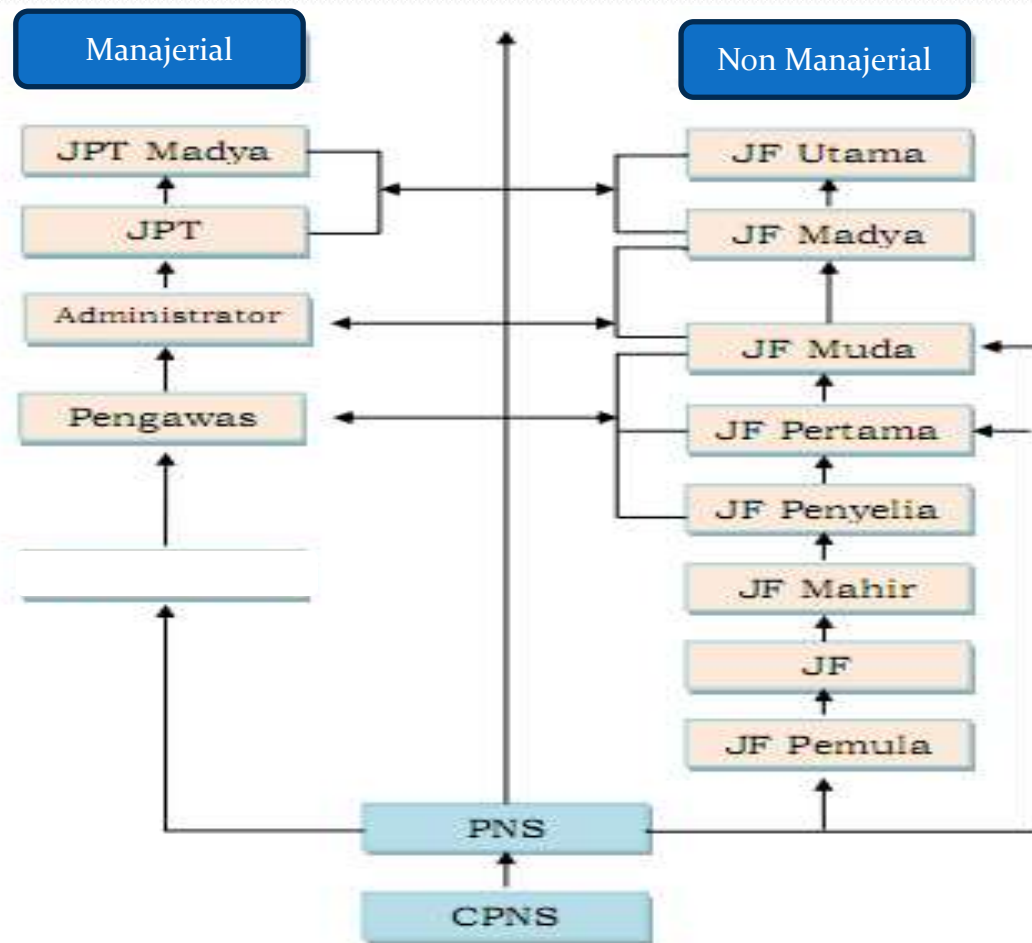 Manajerial
Non Manajerial
JPT Madya
JPT
Administrator
Pengawas
JF Utama
JF Madya
JF Muda
JF Pertama
JF Penyelia
JF Mahir
JF
JF Pemula
PNS
CPNS